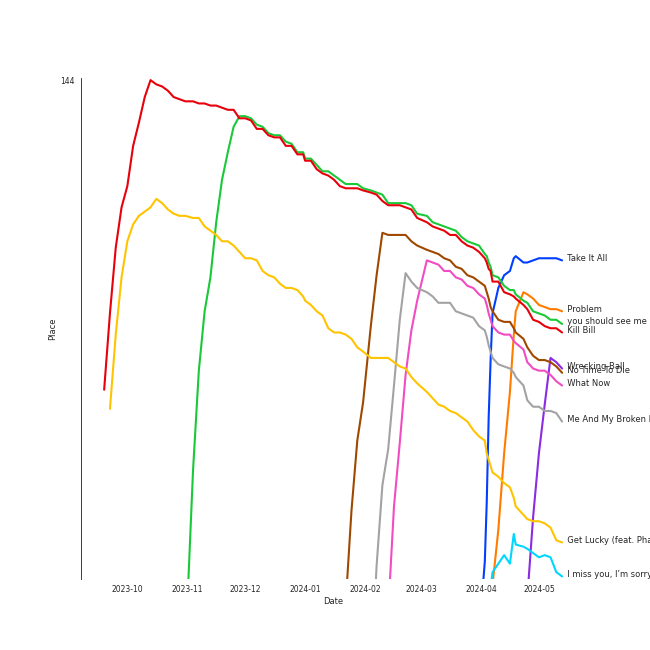 144
Place
Take It All
Problem
you should see me
Kill Bill
Wrecking Ball
No Time To Die
What Now
Me And My Broken
Get Lucky (feat. Pha
I miss you, I'm sorry
2023-10 2023-11 2023-12 2024-01 2024-02 2024-03 2024-04 2024-05
Date